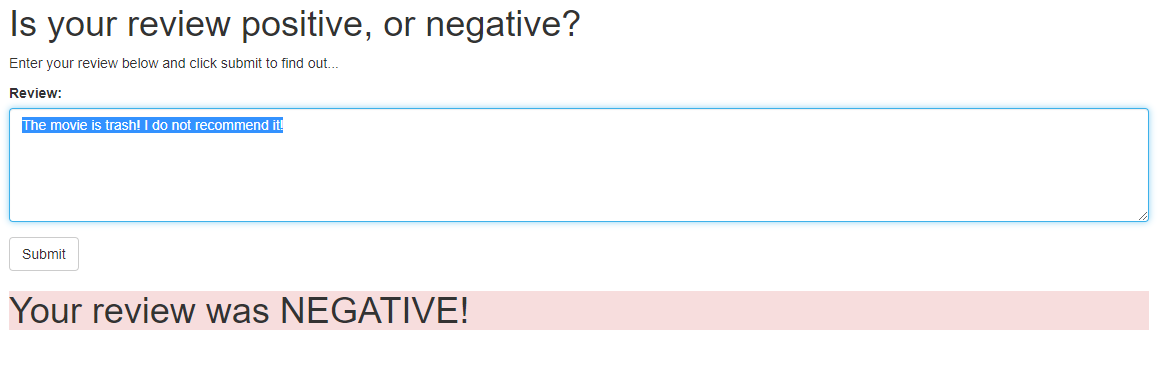 Is your review positive, or negative?
Enter your review below and click submit to find out...
Review:
The movie is trash! I do not recommend it!
Submit
Your review was NEGATIVE!